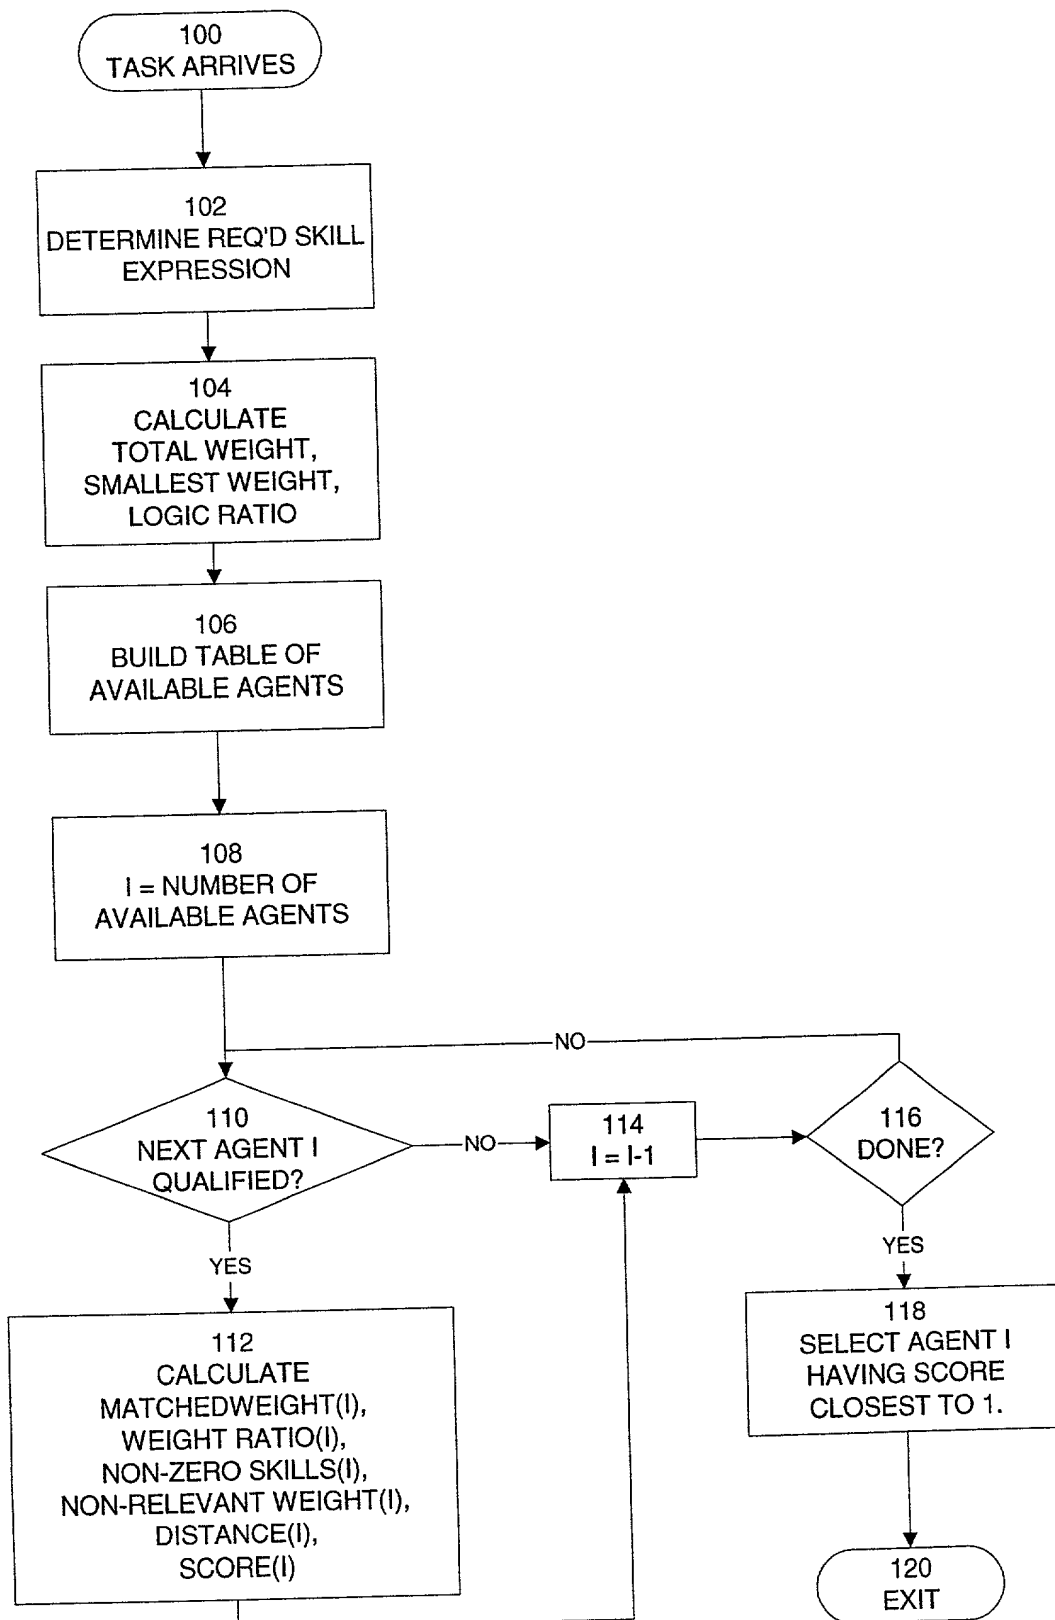 100
TASK ARRIVES
102
DETERMINE REQ'D SKILL
EXPRESSION
104
CALCULATE
TOTAL WEIGHT,
SMALLEST WEIGHT,
LOGIC RATIO
106
BUILD TABLE OF
AVAILABLE AGENTS
108
I = NUMBER OF
AVAILABLE AGENTS
NO
110
NEXT AGENT I
QUALIFIED?
NO
114
I = I-1
116
DONE?
YES
YES
112
CALCULATE
MATCHEDWEIGHT(I),
WEIGHT RATIO(I),
NON-ZERO SKILLS(I),
NON-RELEVANT WEIGHT(I),
DISTANCE(I),
SCORE(I)
118
SELECT AGENT I
HAVING SCORE
CLOSEST TO 1.
120
EXIT